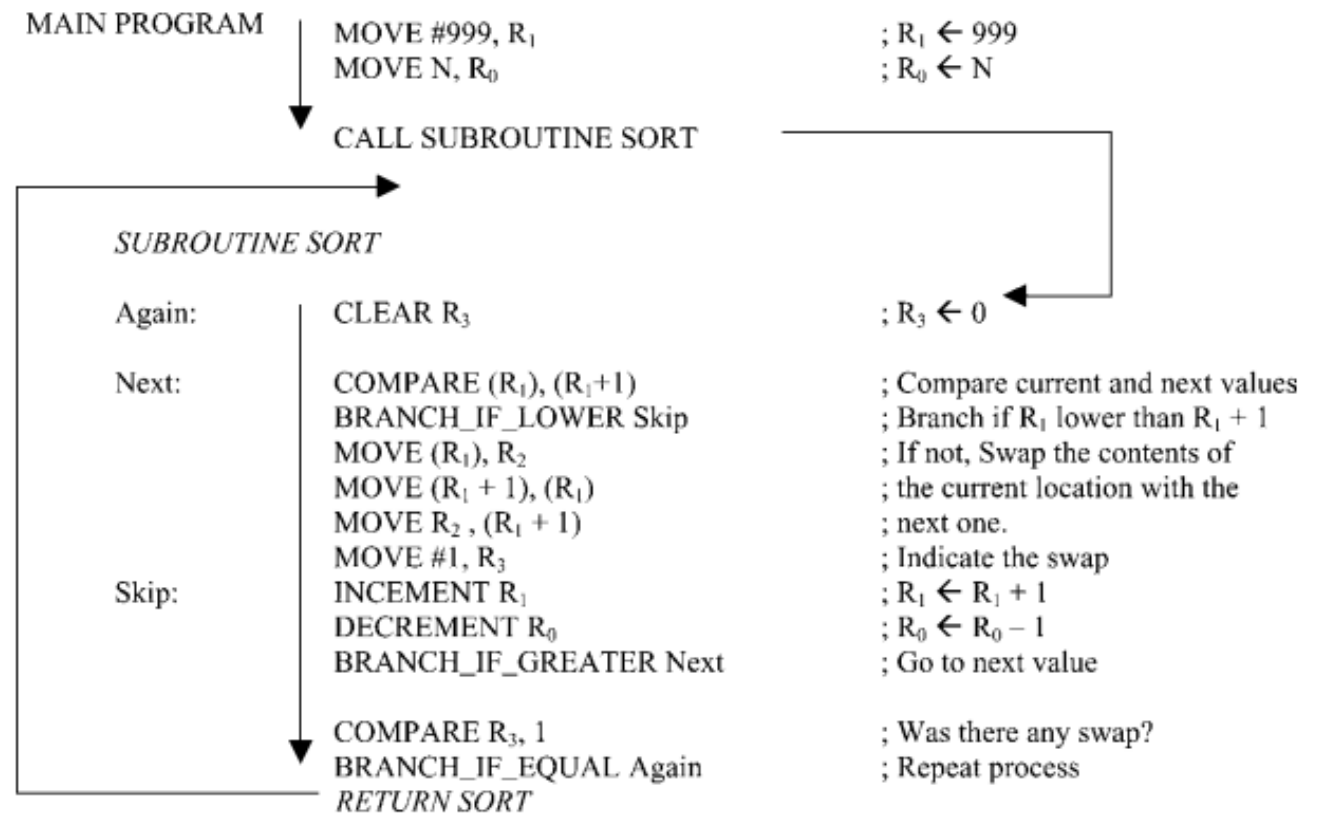 MAIN PROGRAM MOVE #999, R₁ ; R₁ ← 999
MOVE N, R₀ ; R₀ ← N
CALL SUBROUTINE SORT
SUBROUTINE SORT
Again: CLEAR R₃ ; R₃ ← 0
Next: COMPARE (R₁), (R₁+1) ; Compare current and next values
BRANCH_IF_LOWER Skip ; Branch if R₁ lower than R₁ + 1
MOVE (R₁), R₂ ; If not, Swap the contents of
MOVE (R₁ + 1), (R₁) ; the current location with the
MOVE R₂ , (R₁ + 1) ; next one.
MOVE #1, R₃ ; Indicate the swap
Skip: INCEMENT R₁ ; R₁ ← R₁ + 1
DECREMENT R₀ ; R₀ ← R₀ – 1
BRANCH_IF_GREATER Next ; Go to next value
COMPARE R₃, 1 ; Was there any swap?
BRANCH_IF_EQUAL Again ; Repeat process
RETURN SORT